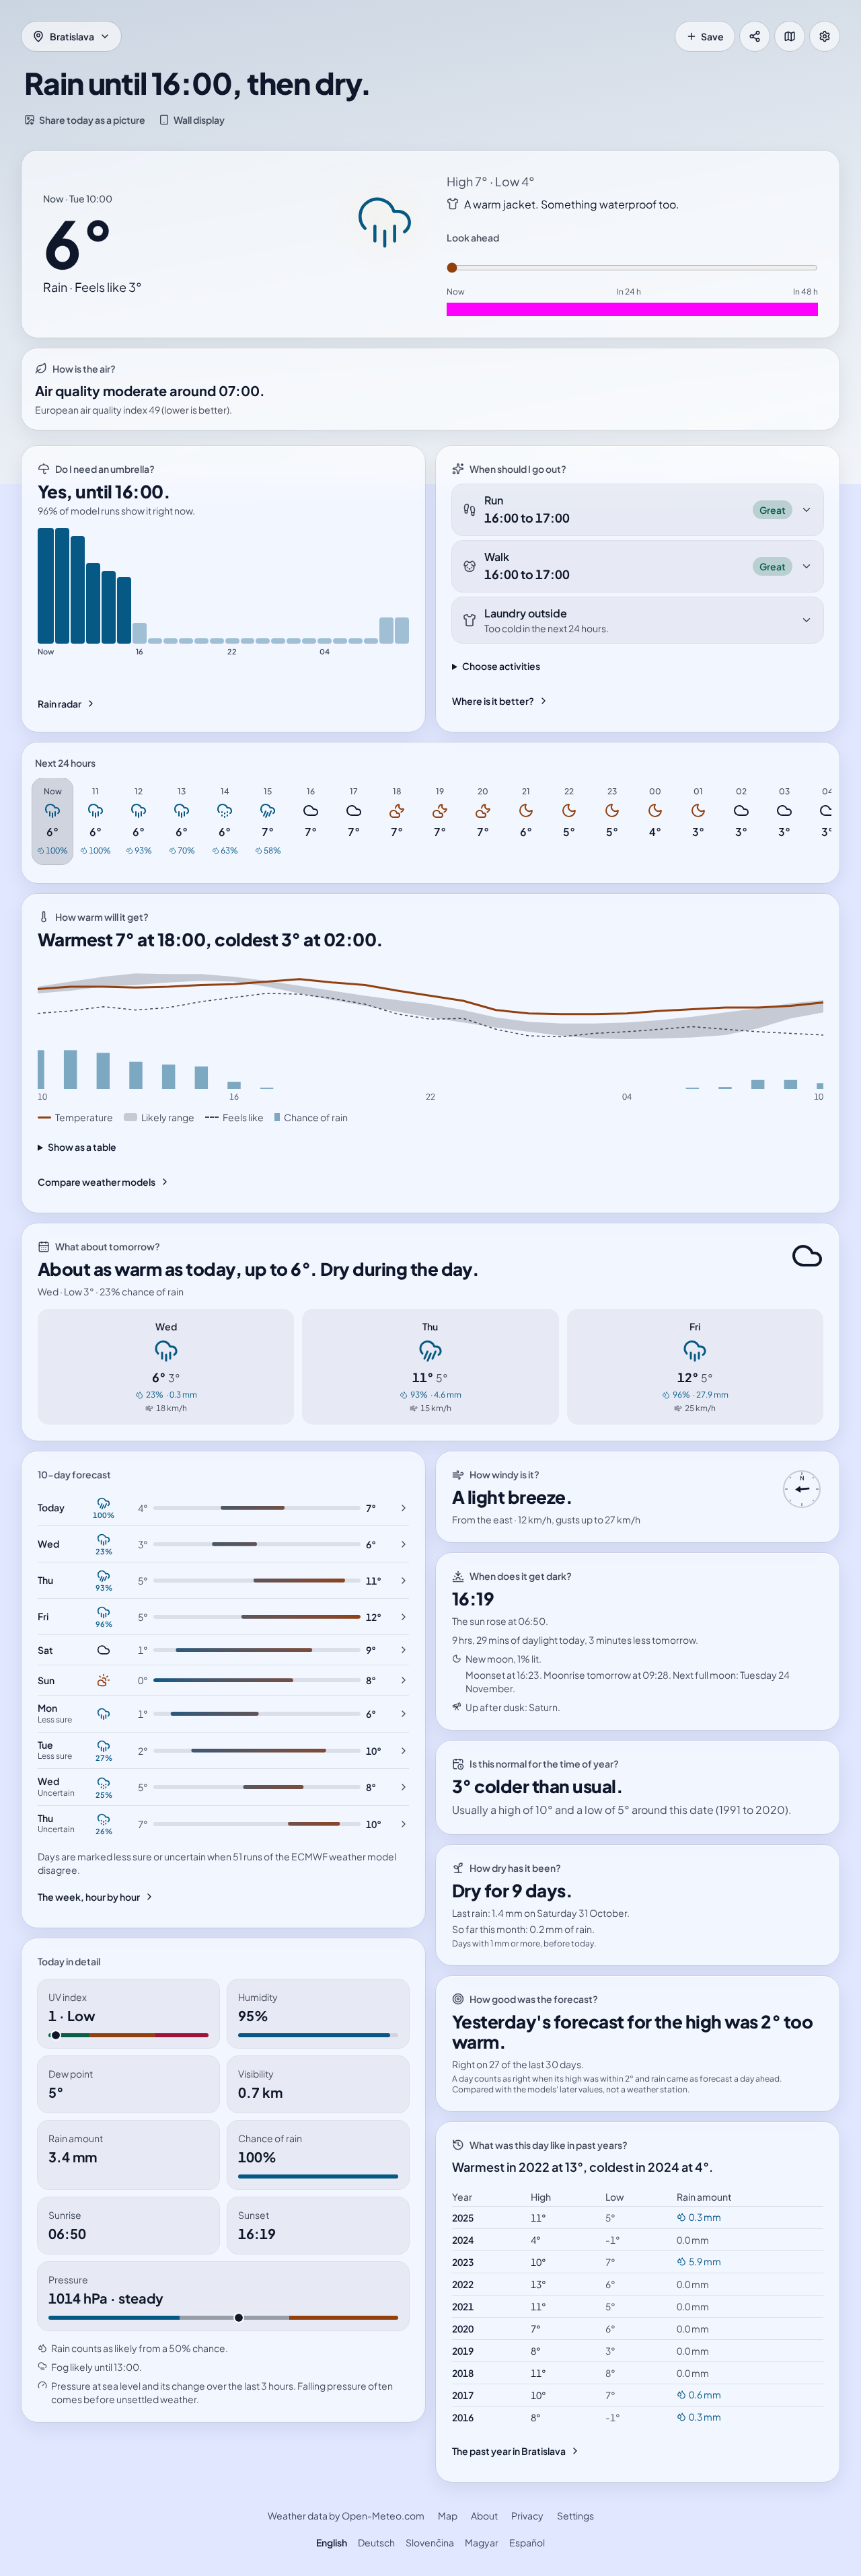 Bratislava
Save
Rain until 16:00, then dry.
Share today as a picture Wall display
Now · Tue 10:00
6°
Rain · Feels like 3°
High 7° · Low 4°
A warm jacket. Something waterproof too.
Look ahead
Now In 24 h In 48 h
How is the air?
Air quality moderate around 07:00.
European air quality index 49 (lower is better).
Do I need an umbrella?
Yes, until 16:00.
96% of model runs show it right now.
Now 16 22 04
Rain radar
When should I go out?
Run
16:00 to 17:00
Great
Walk
16:00 to 17:00
Great
Laundry outside
Too cold in the next 24 hours.
Choose activities
Where is it better?
Next 24 hours
Now 11 12 13 14 15 16 17 18 19 20 21 22 23 00 01 02 03 04
6° 6° 6° 6° 6° 7° 7° 7° 7° 7° 7° 6° 5° 5° 4° 3° 3° 3° 3°
100% 100% 93% 70% 63% 58%
How warm will it get?
Warmest 7° at 18:00, coldest 3° at 02:00.
10 16 22 04 10
Temperature Likely range Feels like Chance of rain
Show as a table
Compare weather models
What about tomorrow?
About as warm as today, up to 6°. Dry during the day.
Wed · Low 3° · 23% chance of rain
Wed Thu Fri
6° 3° 11° 5° 12° 5°
23% · 0.3 mm 93% · 4.6 mm 96% · 27.9 mm
18 km/h 15 km/h 25 km/h
10-day forecast
Today 100% 4° 7°
Wed 23% 3° 6°
Thu 93% 5° 11°
Fri 96% 5° 12°
Sat 1° 9°
Sun 0° 8°
Mon 1° 6°
Less sure
Tue 27% 2° 10°
Less sure
Wed 25% 5° 8°
Uncertain
Thu 26% 7° 10°
Uncertain
Days are marked less sure or uncertain when 51 runs of the ECMWF weather model
disagree.
The week, hour by hour
Today in detail
UV index
1 · Low
Humidity
95%
Dew point
5°
Visibility
0.7 km
Rain amount
3.4 mm
Chance of rain
100%
Sunrise
06:50
Sunset
16:19
Pressure
1014 hPa · steady
Rain counts as likely from a 50% chance.
Fog likely until 13:00.
Pressure at sea level and its change over the last 3 hours. Falling pressure often
comes before unsettled weather.
How windy is it?
A light breeze.
From the east · 12 km/h, gusts up to 27 km/h
N
When does it get dark?
16:19
The sun rose at 06:50.
9 hrs, 29 mins of daylight today, 3 minutes less tomorrow.
New moon, 1% lit.
Moonset at 16:23. Moonrise tomorrow at 09:28. Next full moon: Tuesday 24
November.
Up after dusk: Saturn.
Is this normal for the time of year?
3° colder than usual.
Usually a high of 10° and a low of 5° around this date (1991 to 2020).
How dry has it been?
Dry for 9 days.
Last rain: 1.4 mm on Saturday 31 October.
So far this month: 0.2 mm of rain.
Days with 1 mm or more, before today.
How good was the forecast?
Yesterday's forecast for the high was 2° too
warm.
Right on 27 of the last 30 days.
A day counts as right when its high was within 2° and rain came as forecast a day ahead.
Compared with the models' later values, not a weather station.
What was this day like in past years?
Warmest in 2022 at 13°, coldest in 2024 at 4°.
Year High Low Rain amount
2025 11° 5° 0.3 mm
2024 4° -1° 0.0 mm
2023 10° 7° 5.9 mm
2022 13° 6° 0.0 mm
2021 11° 5° 0.0 mm
2020 7° 6° 0.0 mm
2019 8° 3° 0.0 mm
2018 11° 8° 0.0 mm
2017 10° 7° 0.6 mm
2016 8° -1° 0.3 mm
The past year in Bratislava
Weather data by Open-Meteo.com Map About Privacy Settings
English Deutsch Slovenčina Magyar Español